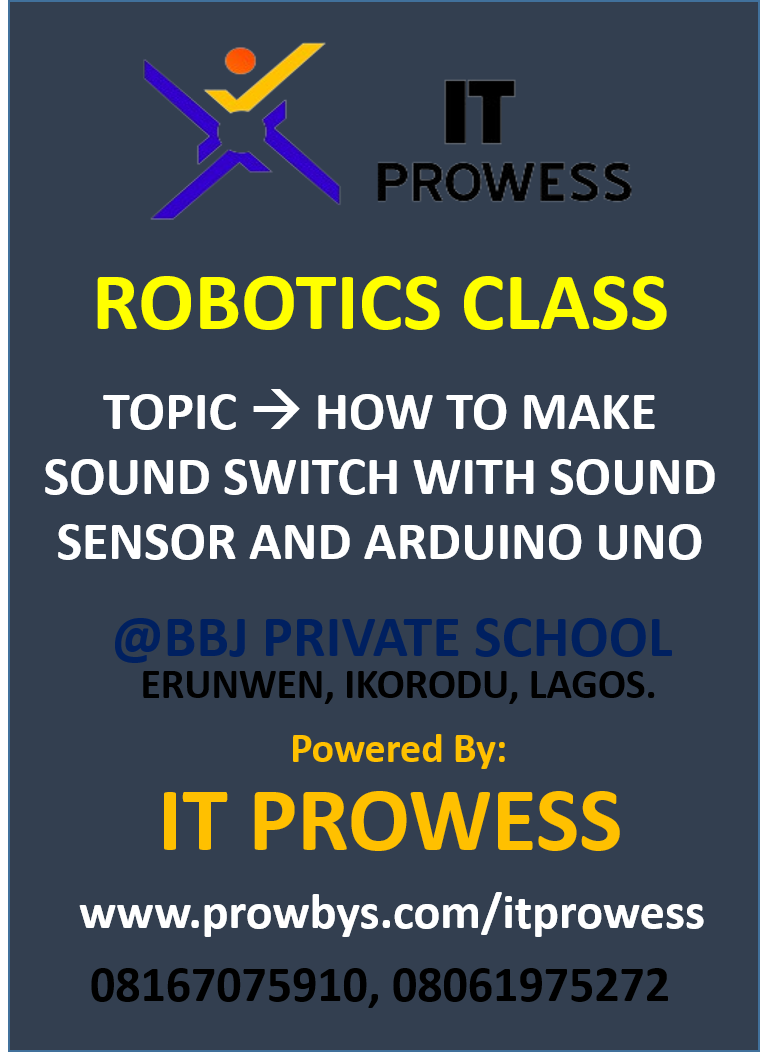 IT
PROWESS
ROBOTICS CLASS
TOPIC → HOW TO MAKE
SOUND SWITCH WITH SOUND
SENSOR AND ARDUINO UNO
@BBJ PRIVATE SCHOOL
ERUNWEN, IKORODU, LAGOS.
Powered By:
IT PROWESS
www.prowbys.com/itprowess
08167075910, 08061975272